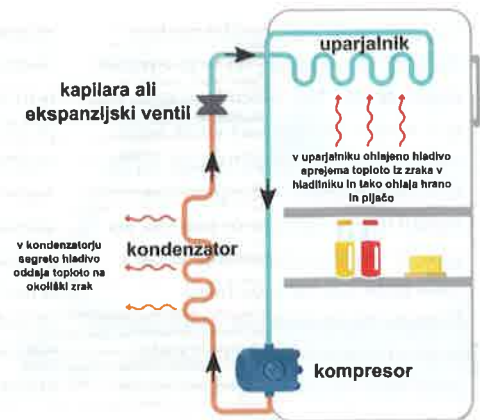 uparjalnik
kapilara ali
ekspanzijski ventil
v uparjalniku ohlajeno hladivo
sprejema toploto iz zraka v
hladilniku in tako ohlaja hrano
in pijačo
v kondenzatorju
segreto hladivo
oddaja toploto na
okoliški zrak
kondenzator
kompresor